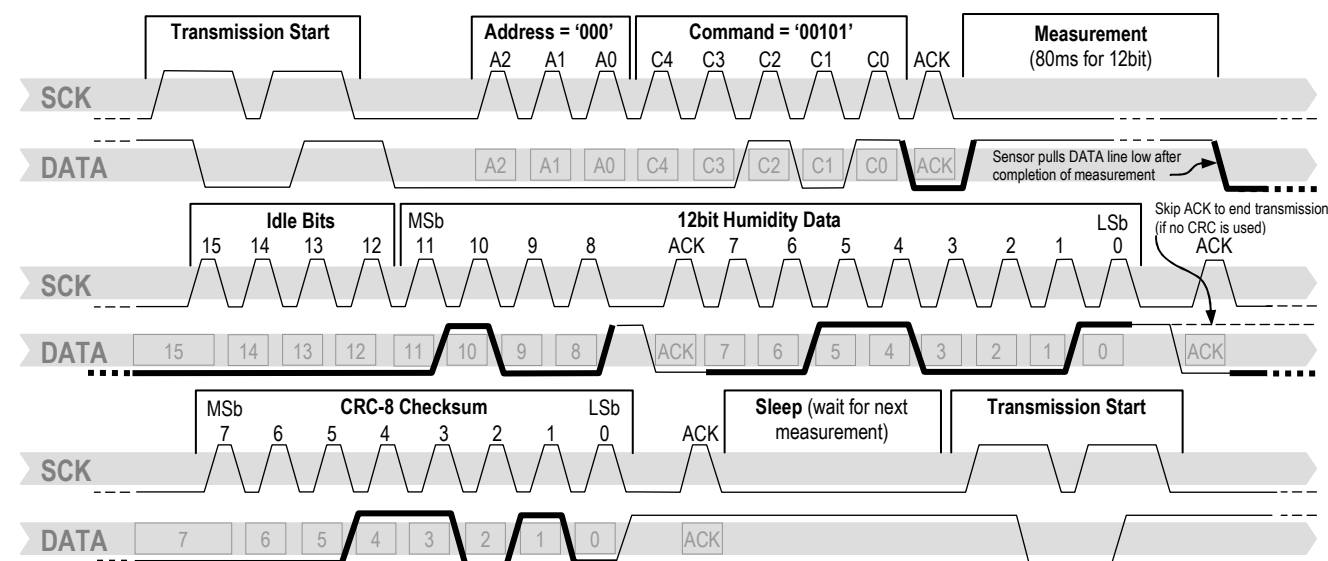 Transmission Start Address = ‘000’ Command = ‘00101’ Measurement
(80ms for 12bit)
A2 A1 A0 C4 C3 C2 C1 C0 ACK
SCK
DATA A2 A1 A0 C4 C3 C2 C1 C0 ACK
Sensor pulls DATA line low after
completion of measurement
Skip ACK to end transmission
(if no CRC is used)
Idle Bits MSb 12bit Humidity Data LSb
15 14 13 12 11 10 9 8 ACK 7 6 5 4 3 2 1 0 ACK
SCK
DATA 15 14 13 12 11 10 9 8 ACK 7 6 5 4 3 2 1 0 ACK
MSb CRC-8 Checksum LSb Sleep (wait for next
measurement) Transmission Start
7 6 5 4 3 2 1 0 ACK
SCK
DATA 7 6 5 4 3 2 1 0 ACK